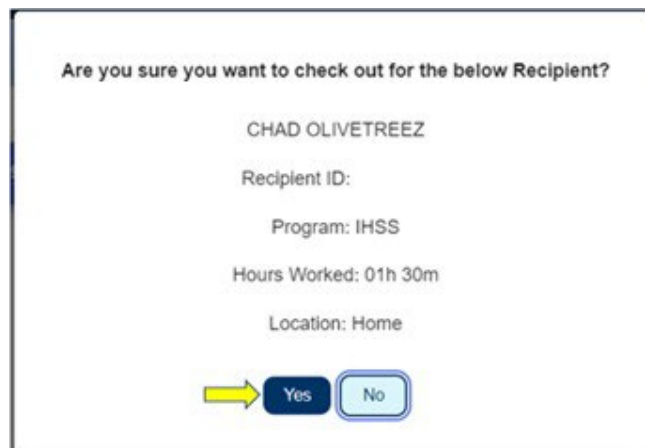 Are you sure you want to check out for the below Recipient?
CHAD OLIVETREEZ
Recipient ID:
Program: IHSS
Hours Worked: 01h 30m
Location: Home
Yes No